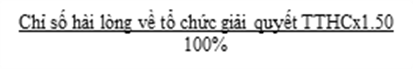 Chỉ số hài lòng về tổ chức giải quyết TTHCx1.50
100%